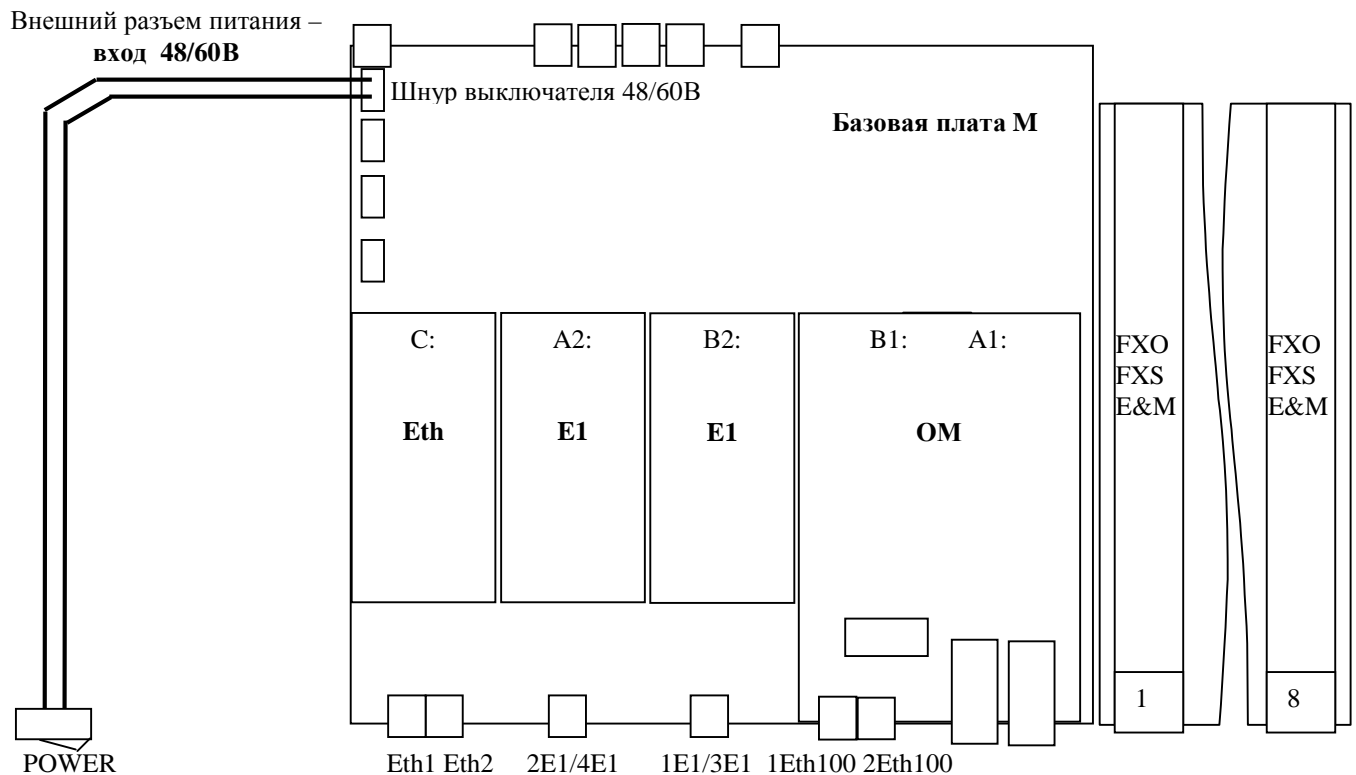 Внешний разъем питания –
вход 48/60В
Шнур выключателя 48/60В
Базовая плата М
C:
A2:
B2:
B1:
A1:
Eth
E1
E1
OM
FXO
FXS
E&M
FXO
FXS
E&M
1
8
POWER
Eth1 Eth2
2E1/4E1
1E1/3E1
1Eth100 2Eth100